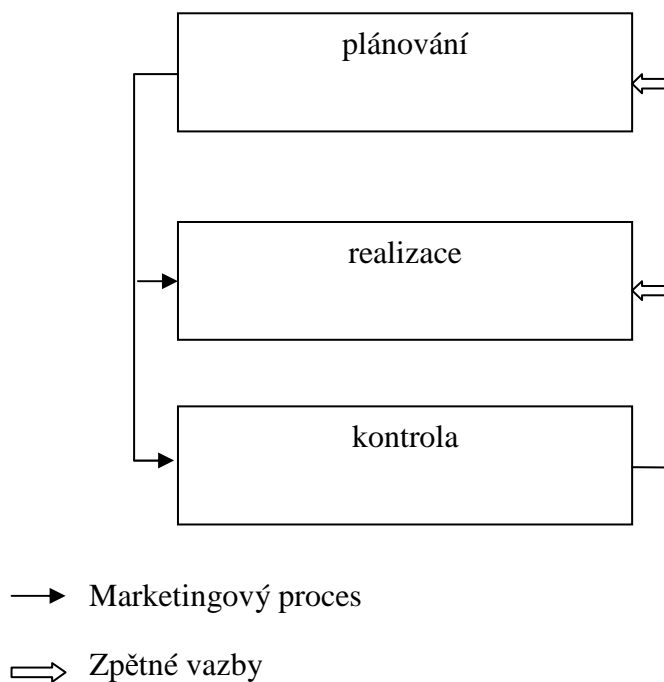 plánování
realizace
kontrola
Marketingový proces
Zpětné vazby